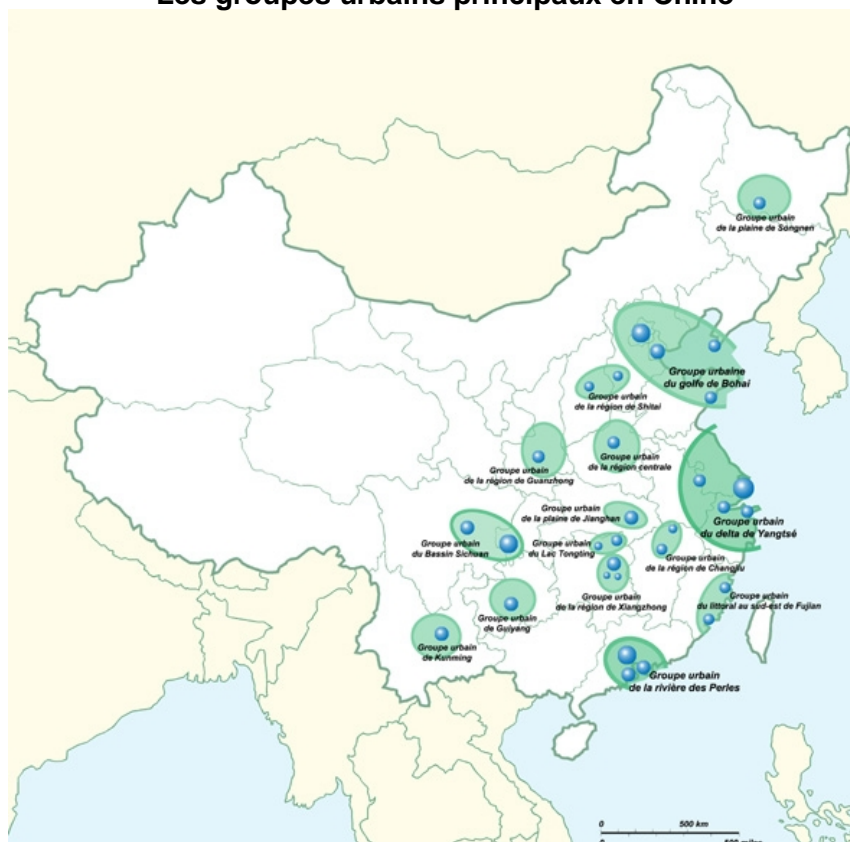 Les groupes urbains principaux en Chine
Groupe urbain
de la plaine de Songnen
Groupe urbaine
du golfe de Bohai
Groupe urbain
de la région de Shitai
Groupe urbain
de la région centrale
Groupe urbain
de la région de Guanzhong
Groupe urbain
de la plaine de Jianghan
Groupe urbain
du delta de Yangtsé
Groupe urbain
du Bassin Sichuan
Groupe urbain
du Lac Tongting
Groupe urbain
de la région de Changjiu
Groupe urbain
de la région de Xiangzhong
Groupe urbain
du littoral au sud-est de Fujian
Groupe urbain
de Guiyang
Groupe urbain
de Kunming
Groupe urbain
de la rivière des Perles
0 500 km